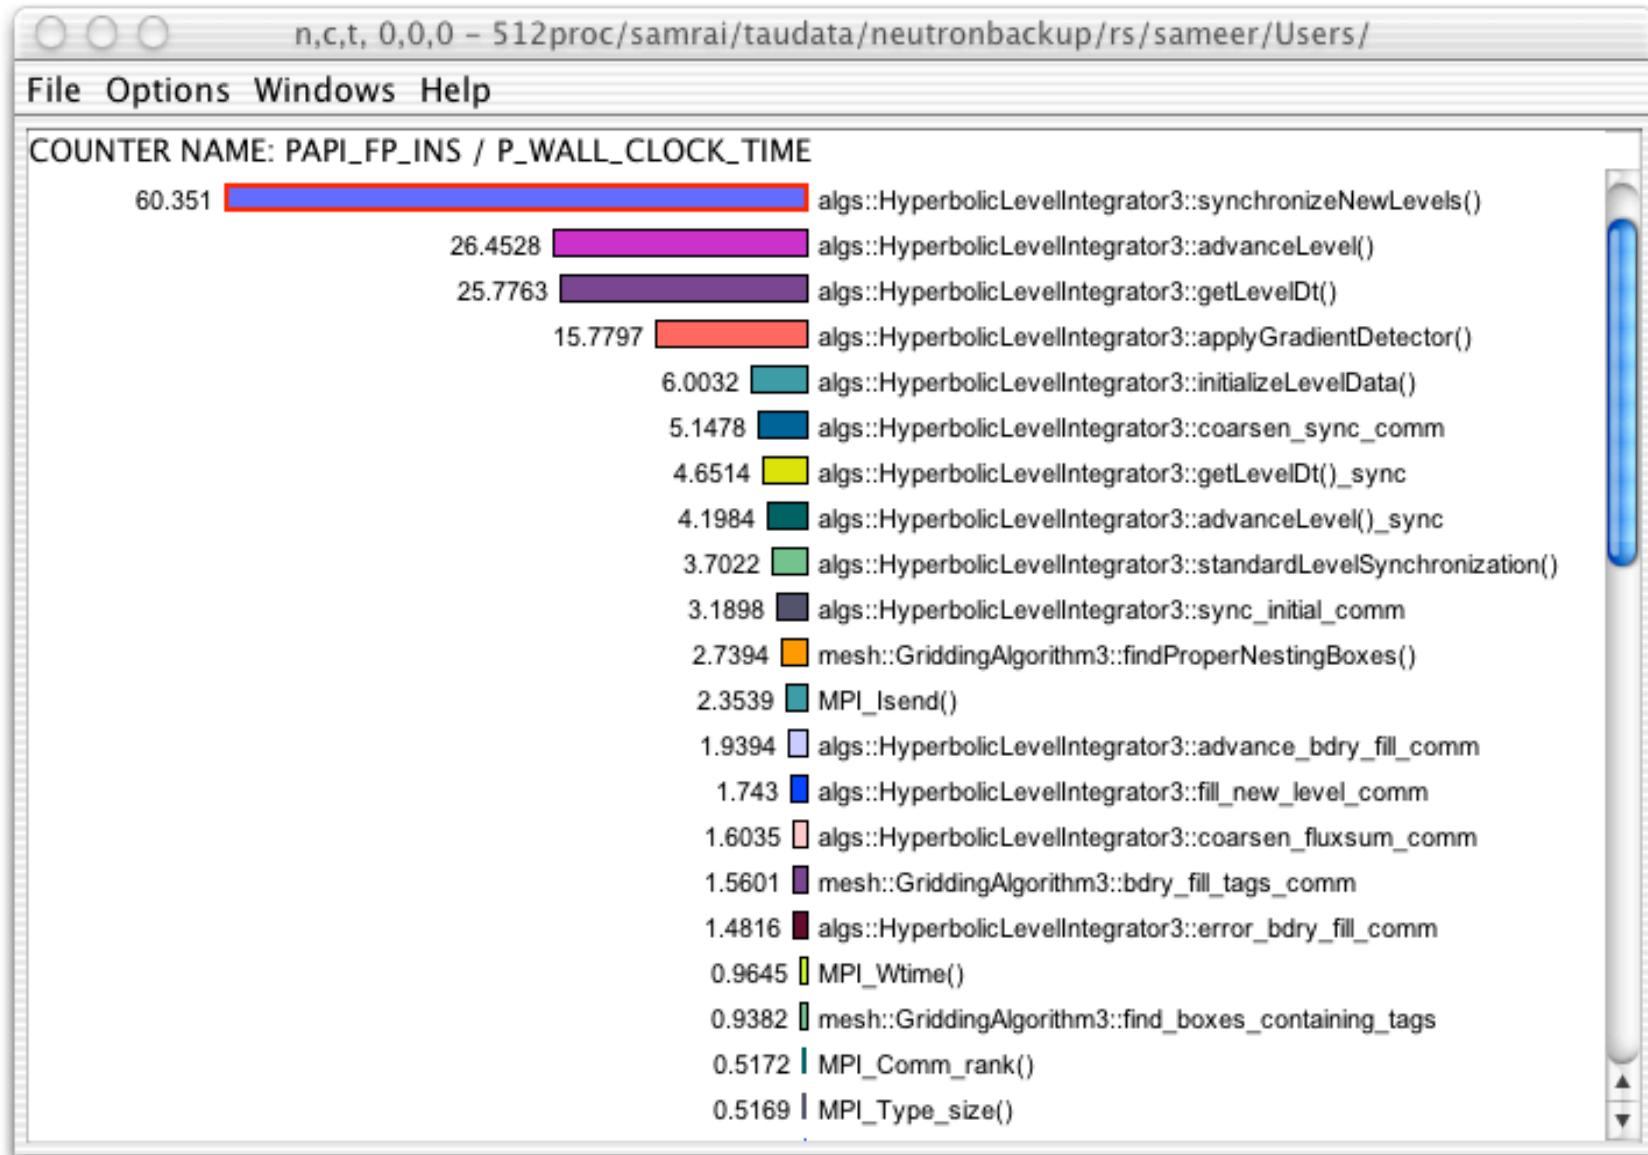 n,c,t, 0,0,0 – 512proc/samrai/taudata/neutronbackup/rs/sameer/Users/
File Options Windows Help
COUNTER NAME: PAPI_FP_INS / P_WALL_CLOCK_TIME
60.351 algs::HyperbolicLevelIntegrator3::synchronizeNewLevels()
26.4528 algs::HyperbolicLevelIntegrator3::advanceLevel()
25.7763 algs::HyperbolicLevelIntegrator3::getLevelDt()
15.7797 algs::HyperbolicLevelIntegrator3::applyGradientDetector()
6.0032 algs::HyperbolicLevelIntegrator3::initializeLevelData()
5.1478 algs::HyperbolicLevelIntegrator3::coarsen_sync_comm
4.6514 algs::HyperbolicLevelIntegrator3::getLevelDt()_sync
4.1984 algs::HyperbolicLevelIntegrator3::advanceLevel()_sync
3.7022 algs::HyperbolicLevelIntegrator3::standardLevelSynchronization()
3.1898 algs::HyperbolicLevelIntegrator3::sync_initial_comm
2.7394 mesh::GriddingAlgorithm3::findProperNestingBoxes()
2.3539 MPI_Isend()
1.9394 algs::HyperbolicLevelIntegrator3::advance_bdry_fill_comm
1.743 algs::HyperbolicLevelIntegrator3::fill_new_level_comm
1.6035 algs::HyperbolicLevelIntegrator3::coarsen_fluxsum_comm
1.5601 mesh::GriddingAlgorithm3::bdry_fill_tags_comm
1.4816 algs::HyperbolicLevelIntegrator3::error_bdry_fill_comm
0.9645 MPI_Wtime()
0.9382 mesh::GriddingAlgorithm3::find_boxes_containing_tags
0.5172 MPI_Comm_rank()
0.5169 MPI_Type_size()